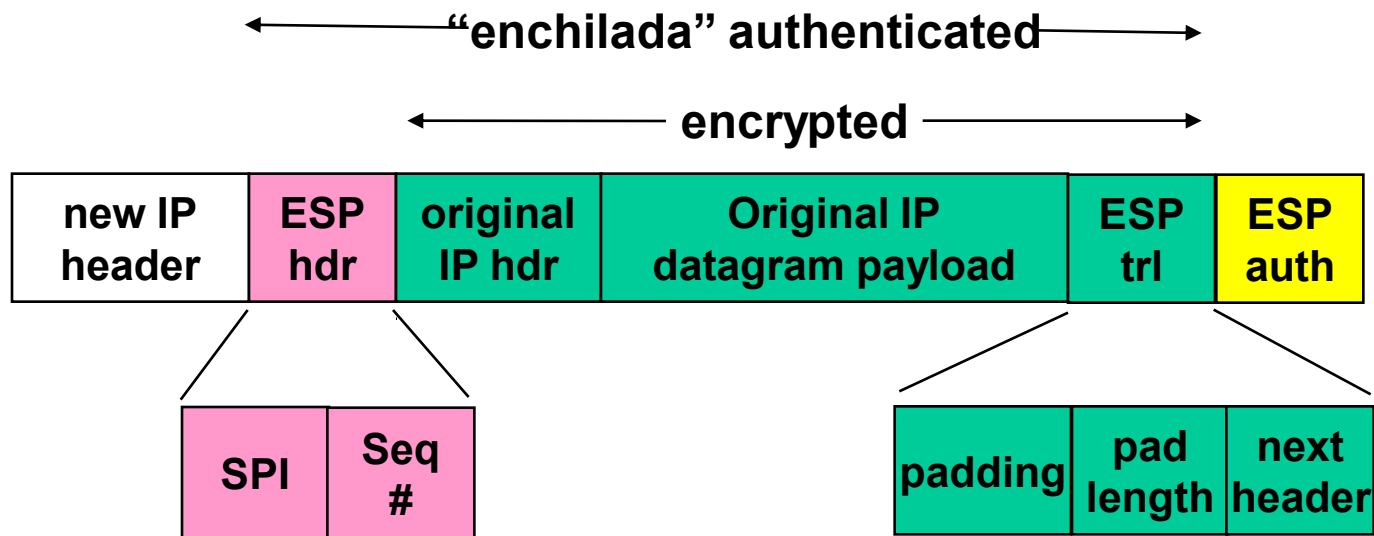 “enchilada” authenticated
encrypted
new IP
header
ESP
hdr
original
IP hdr
Original IP
datagram payload
ESP
trl
ESP
auth
SPI
Seq
#
padding
pad
length
next
header